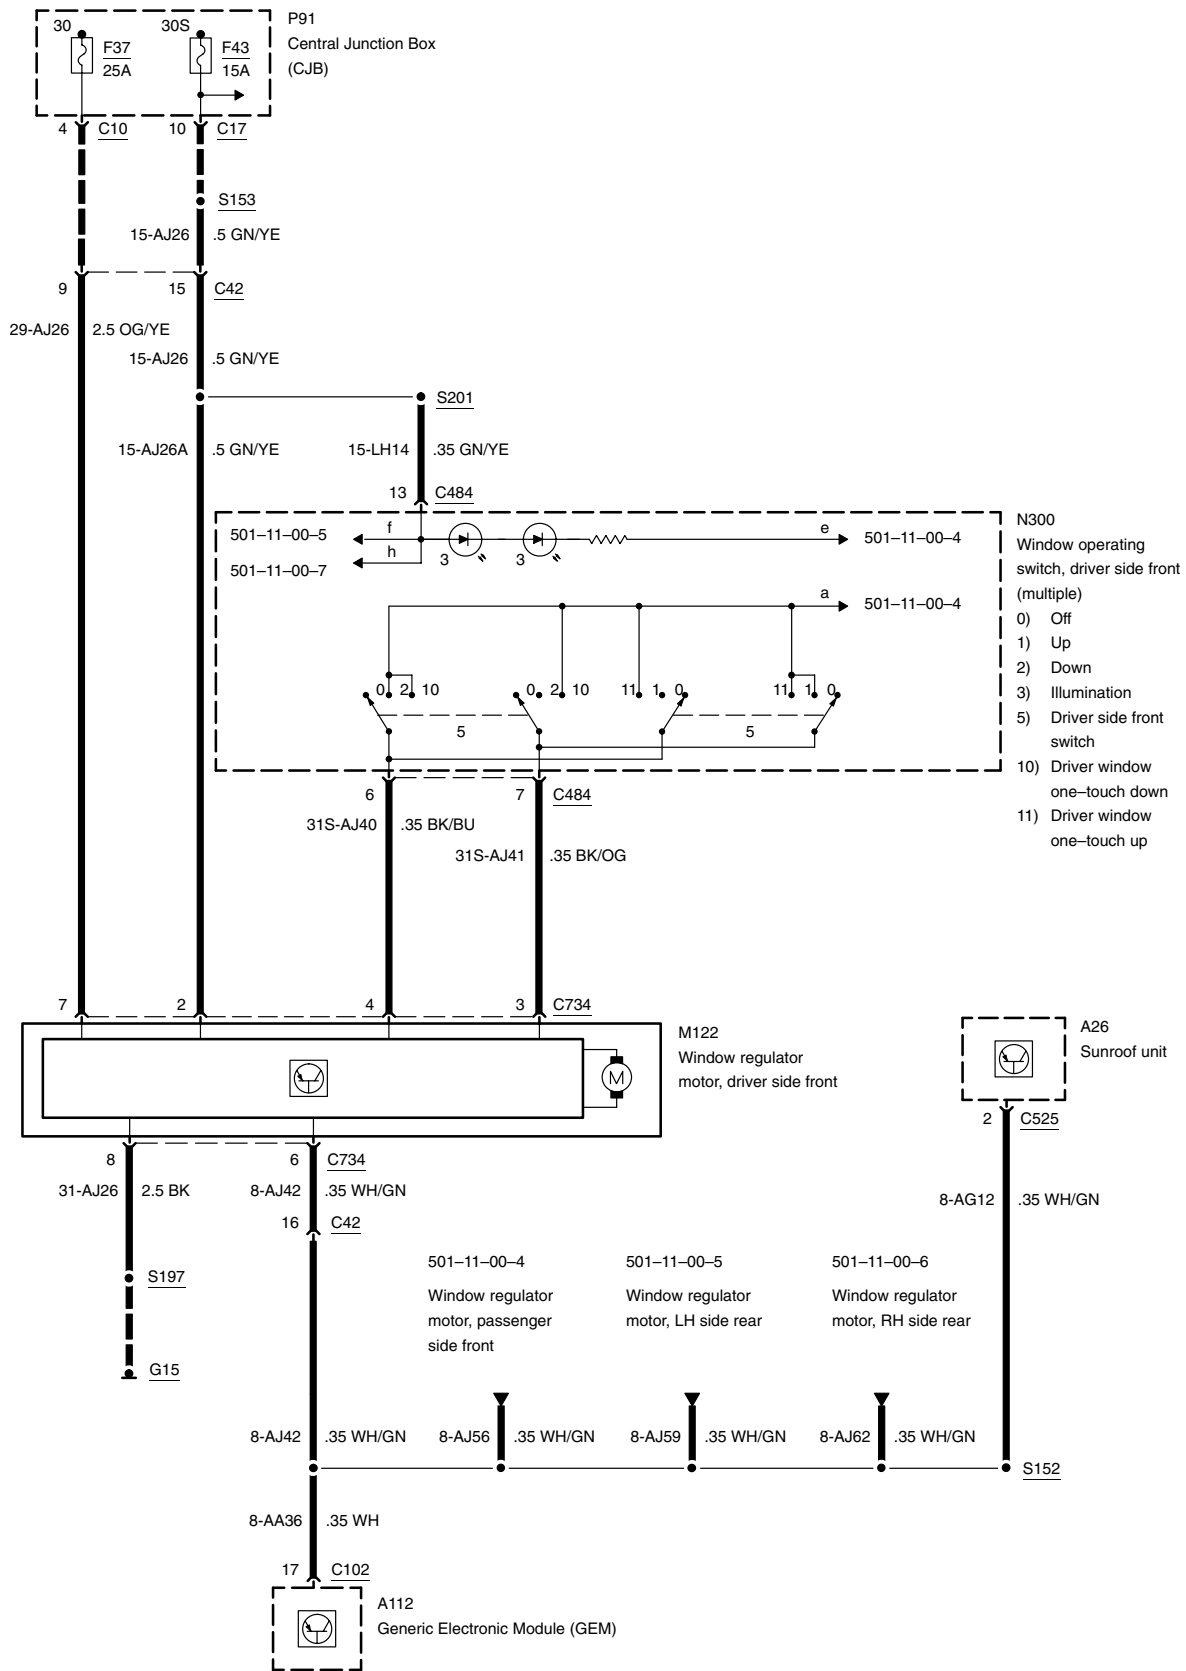 30
30S
P91
F37
F43
Central Junction Box
25A
15A
(CJB)
4
C10
10
C17
S153
15-AJ26
.5 GN/YE
9
15
C42
29-AJ26
2.5 OG/YE
15-AJ26
.5 GN/YE
S201
15-AJ26A
.5 GN/YE
15-LH14
.35 GN/YE
13
C484
501–11–00–5
f
e
501–11–00–4
h
3
3
501–11–00–7
a
501–11–00–4
0
2
10
0
2
10
11
1
0
11
1
0
5
5
N300
Window operating
switch, driver side front
(multiple)
0) Off
1) Up
2) Down
3) Illumination
5) Driver side front
switch
10) Driver window
one–touch down
11) Driver window
one–touch up
6
7
C484
31S-AJ40
.35 BK/BU
31S-AJ41
.35 BK/OG
7
2
4
3
C734
M122
Window regulator
motor, driver side front
M
A26
Sunroof unit
2
C525
8
6
C734
31-AJ26
2.5 BK
8-AJ42
.35 WH/GN
8-AG12
.35 WH/GN
16
C42
S197
501–11–00–4
Window regulator
motor, passenger
side front
501–11–00–5
Window regulator
motor, LH side rear
501–11–00–6
Window regulator
motor, RH side rear
G15
8-AJ42
.35 WH/GN
8-AJ56
.35 WH/GN
8-AJ59
.35 WH/GN
8-AJ62
.35 WH/GN
S152
8-AA36
.35 WH
17
C102
A112
Generic Electronic Module (GEM)